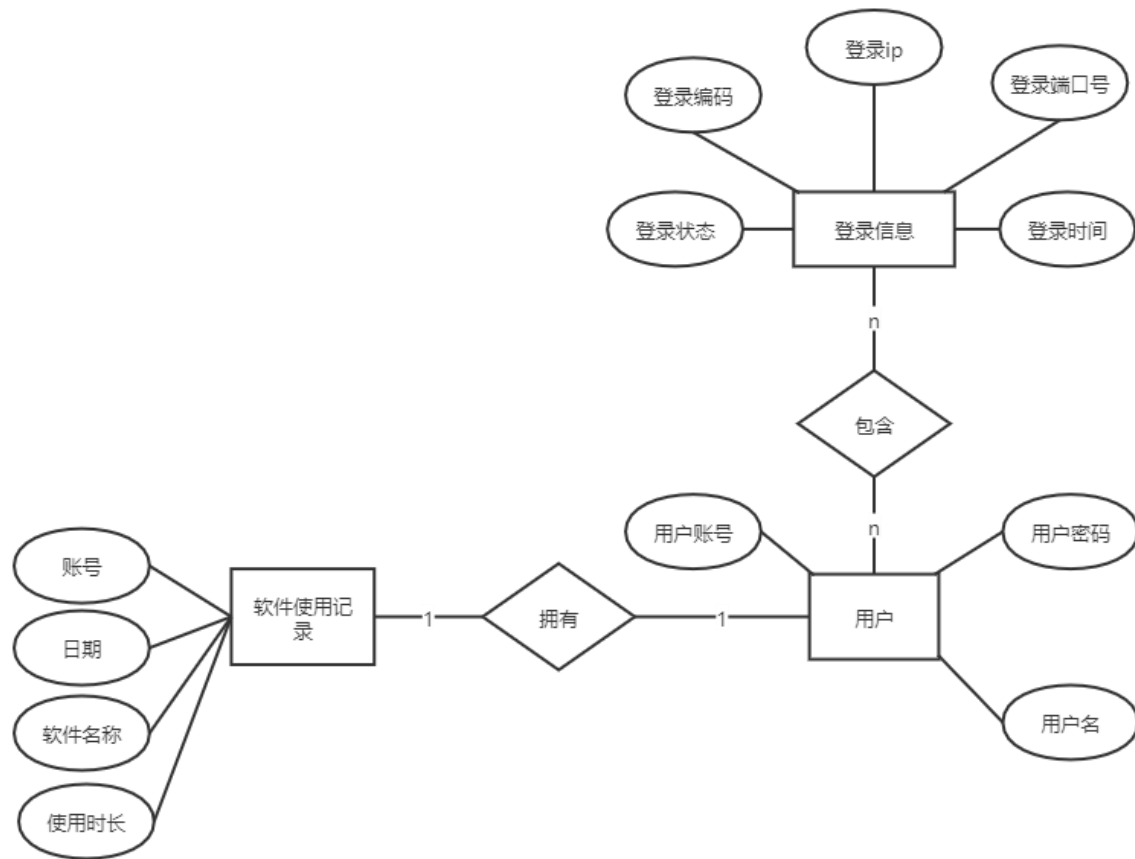 登录ip
登录编码
登录端口号
登录状态
登录信息
登录时间
n
包含
n
用户账号
用户密码
账号
软件使用记
录
1
拥有
1
用户
日期
软件名称
用户名
使用时长